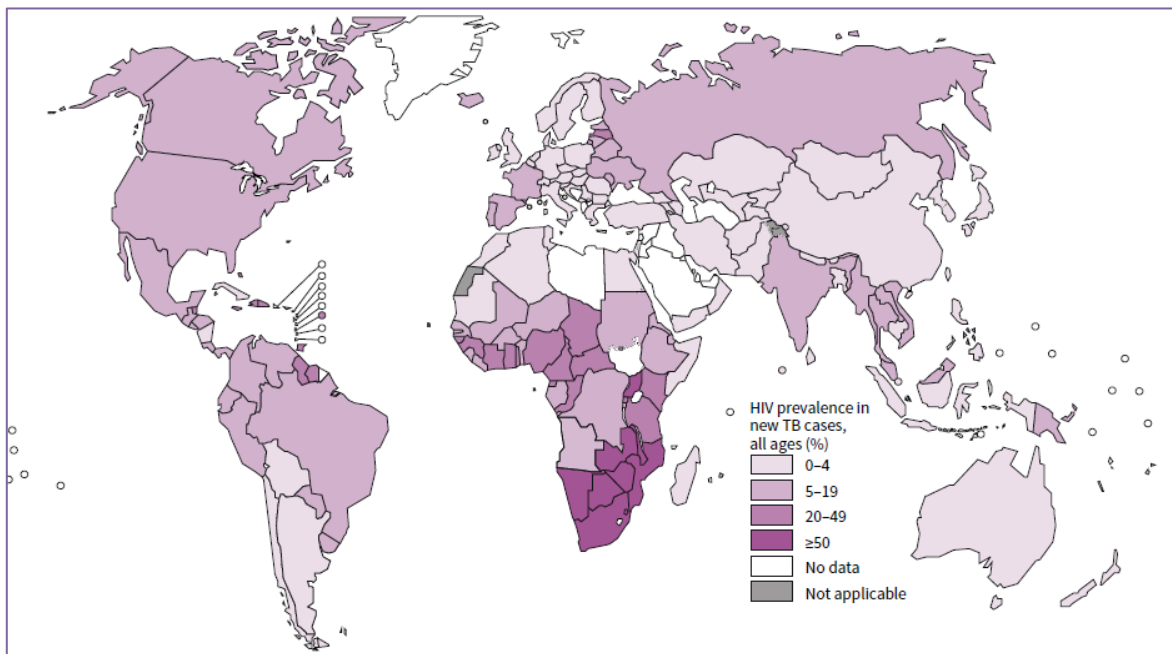 HIV prevalence in
new TB cases,
all ages (%)
0–4
5–19
20–49
≥50
No data
Not applicable